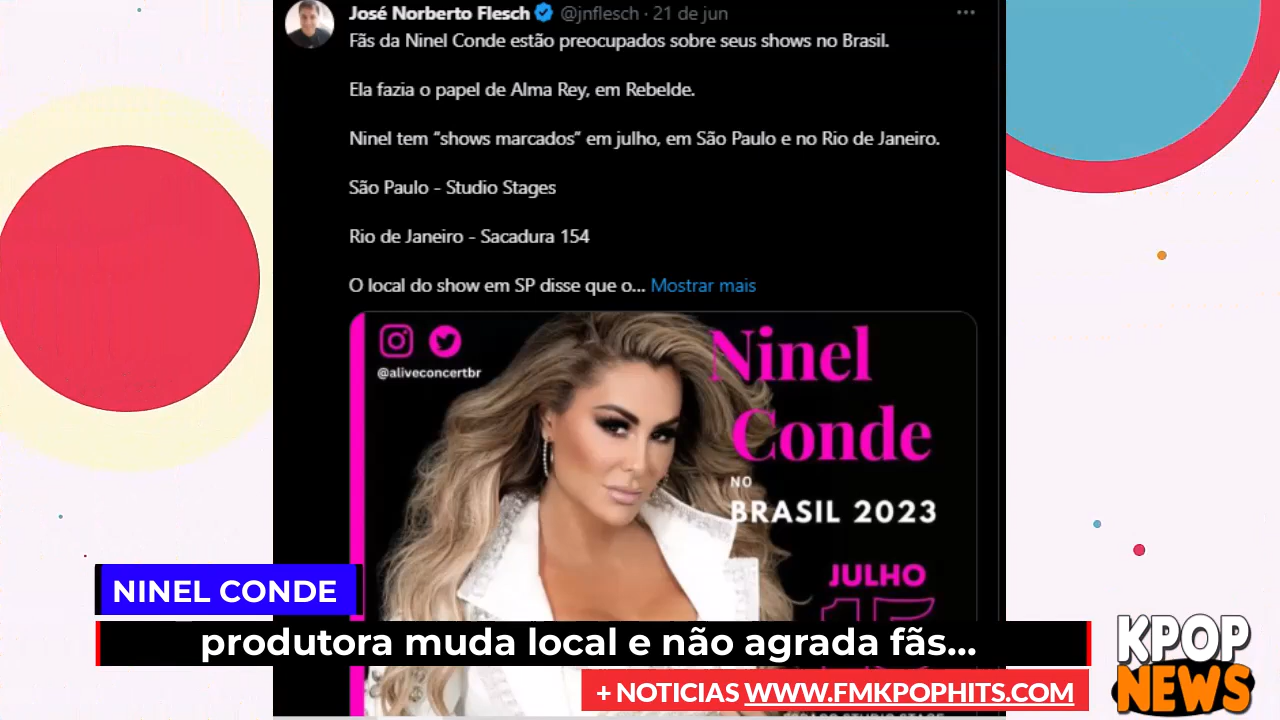 José Norberto Flesch @jnflesch · 21 de jun
Fãs da Ninel Conde estão preocupados sobre seus shows no Brasil.
Ela fazia o papel de Alma Rey, em Rebelde.
Ninel tem “shows marcados” em julho, em São Paulo e no Rio de Janeiro.
São Paulo - Studio Stages
Rio de Janeiro - Sacadura 154
O local do show em SP disse que o... Mostrar mais
@aliveconcertbr
Ninel
Conde
NO
BRASIL 2023
JULHO
15
NINEL CONDE
produtora muda local e não agrada fãs...
+ NOTICIAS WWW.FMKPOPHITS.COM
KPOP
NEWS